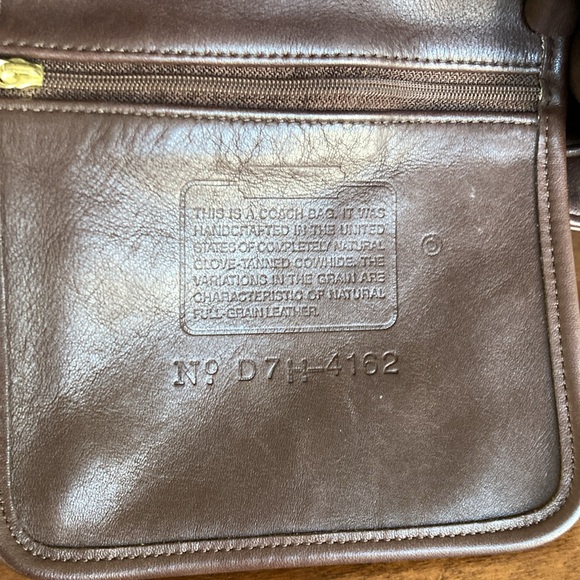 THIS IS A COACH BAG. IT WAS
HANDCRAFTED IN THE UNITED
STATES OF COMPLETELY NATURAL
GLOVE-TANNED COWHIDE. THE
VARIATIONS IN THE GRAIN ARE
CHARACTERISTIC OF NATURAL
FULL-GRAIN LEATHER.
No D7H-4162